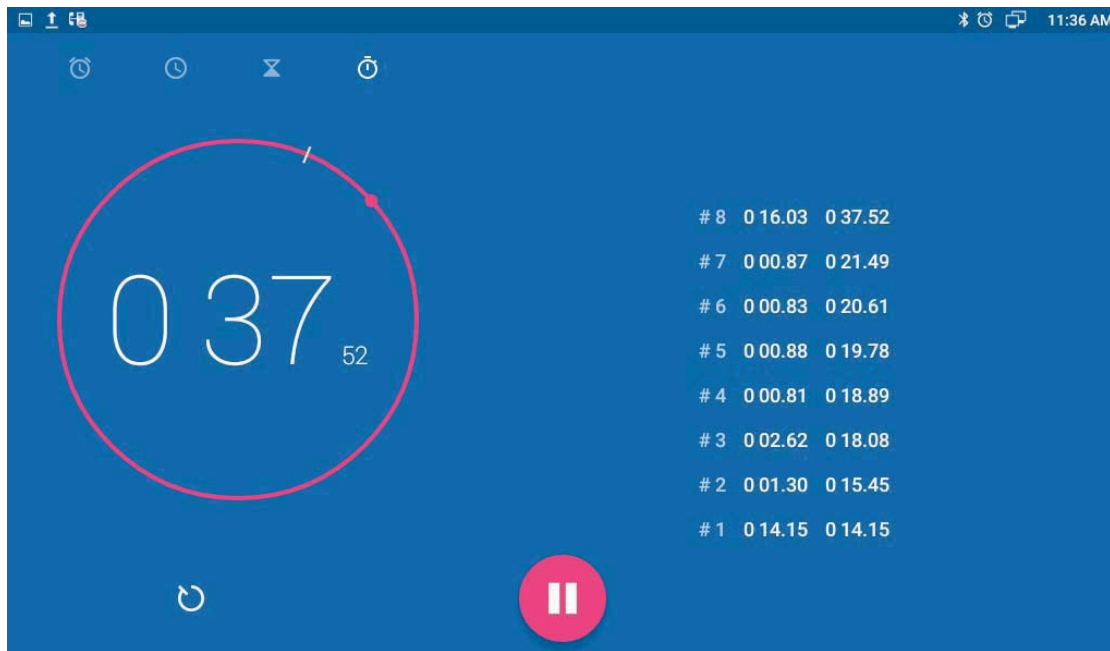 11:36 AM
0 37 52
# 8 0 16.03 0 37.52
# 7 0 00.87 0 21.49
# 6 0 00.83 0 20.61
# 5 0 00.88 0 19.78
# 4 0 00.81 0 18.89
# 3 0 02.62 0 18.08
# 2 0 01.30 0 15.45
# 1 0 14.15 0 14.15